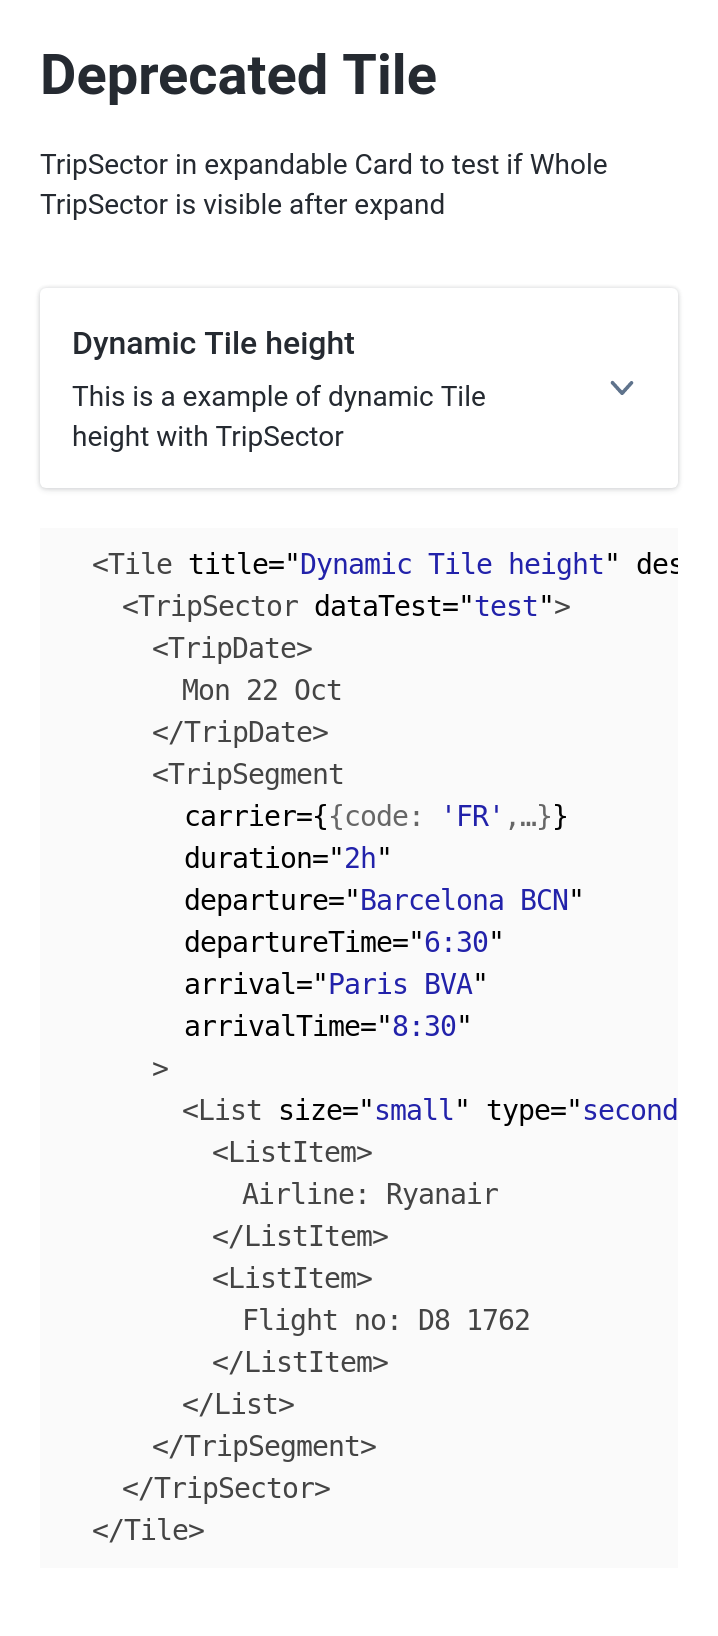 Deprecated Tile
TripSector in expandable Card to test if Whole
TripSector is visible after expand
Dynamic Tile height
This is a example of dynamic Tile
height with TripSector
<Tile title="Dynamic Tile height" des
<TripSector dataTest="test">
<TripDate>
Mon 22 Oct
</TripDate>
<TripSegment
carrier={{code: 'FR',…}}
duration="2h"
departure="Barcelona BCN"
departureTime="6:30"
arrival="Paris BVA"
arrivalTime="8:30"
>
<List size="small" type="second
<ListItem>
Airline: Ryanair
</ListItem>
<ListItem>
Flight no: D8 1762
</ListItem>
</List>
</TripSegment>
</TripSector>
</Tile>